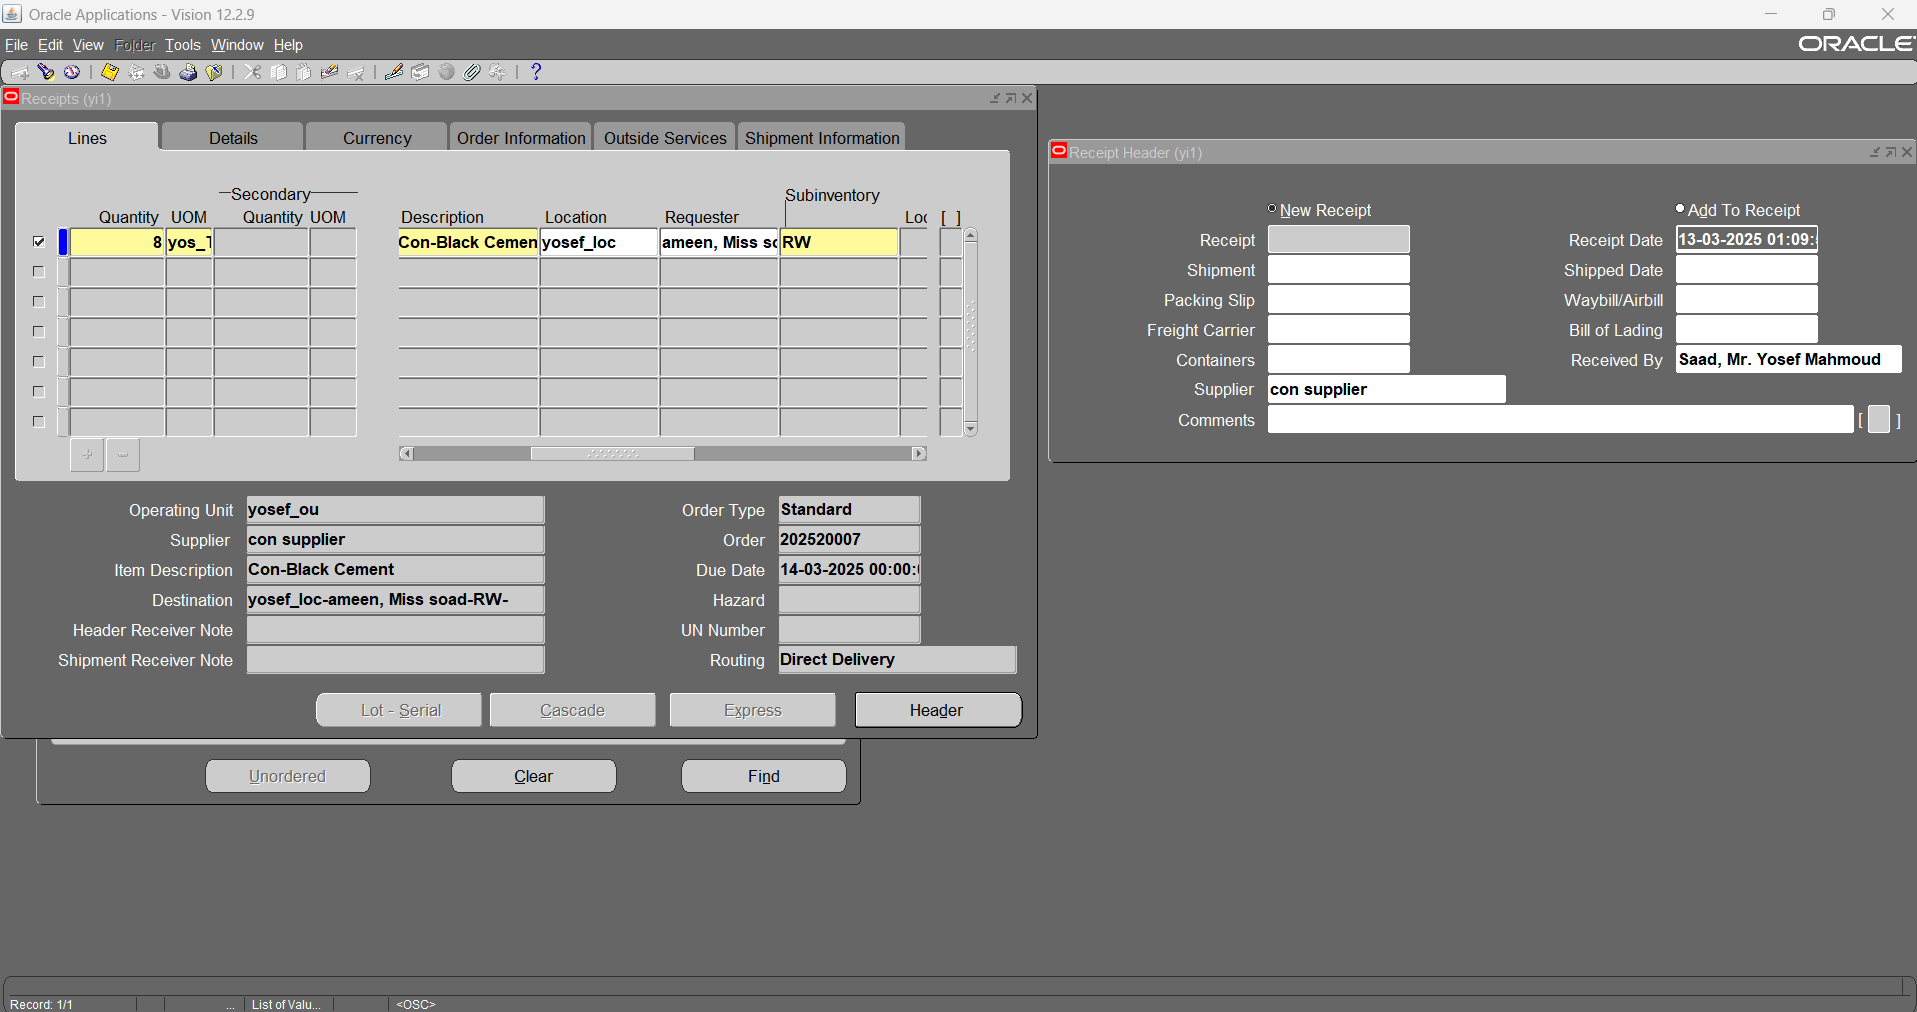 Oracle Applications - Vision 12.2.9
File Edit View Folder Tools Window Help
ORACLE
Receipts (yi1)
Lines Details Currency Order Information Outside Services Shipment Information
Secondary
Subinventory
Quantity UOM Quantity UOM Description Location Requester Loc [ ]
8 yos_T Con-Black Cemen yosef_loc ameen, Miss sc RW
Operating Unit yosef_ou
Supplier con supplier
Item Description Con-Black Cement
Destination yosef_loc-ameen, Miss soad-RW-
Header Receiver Note
Shipment Receiver Note
Order Type Standard
Order 202520007
Due Date 14-03-2025 00:00:
Hazard
UN Number
Routing Direct Delivery
Lot - Serial Cascade Express Header
Unordered Clear Find
Receipt Header (yi1)
New Receipt Add To Receipt
Receipt Receipt Date 13-03-2025 01:09:
Shipment Shipped Date
Packing Slip Waybill/Airbill
Freight Carrier Bill of Lading
Containers Received By Saad, Mr. Yosef Mahmoud
Supplier con supplier
Comments [ ]
Record: 1/1 ... List of Valu... <OSC>